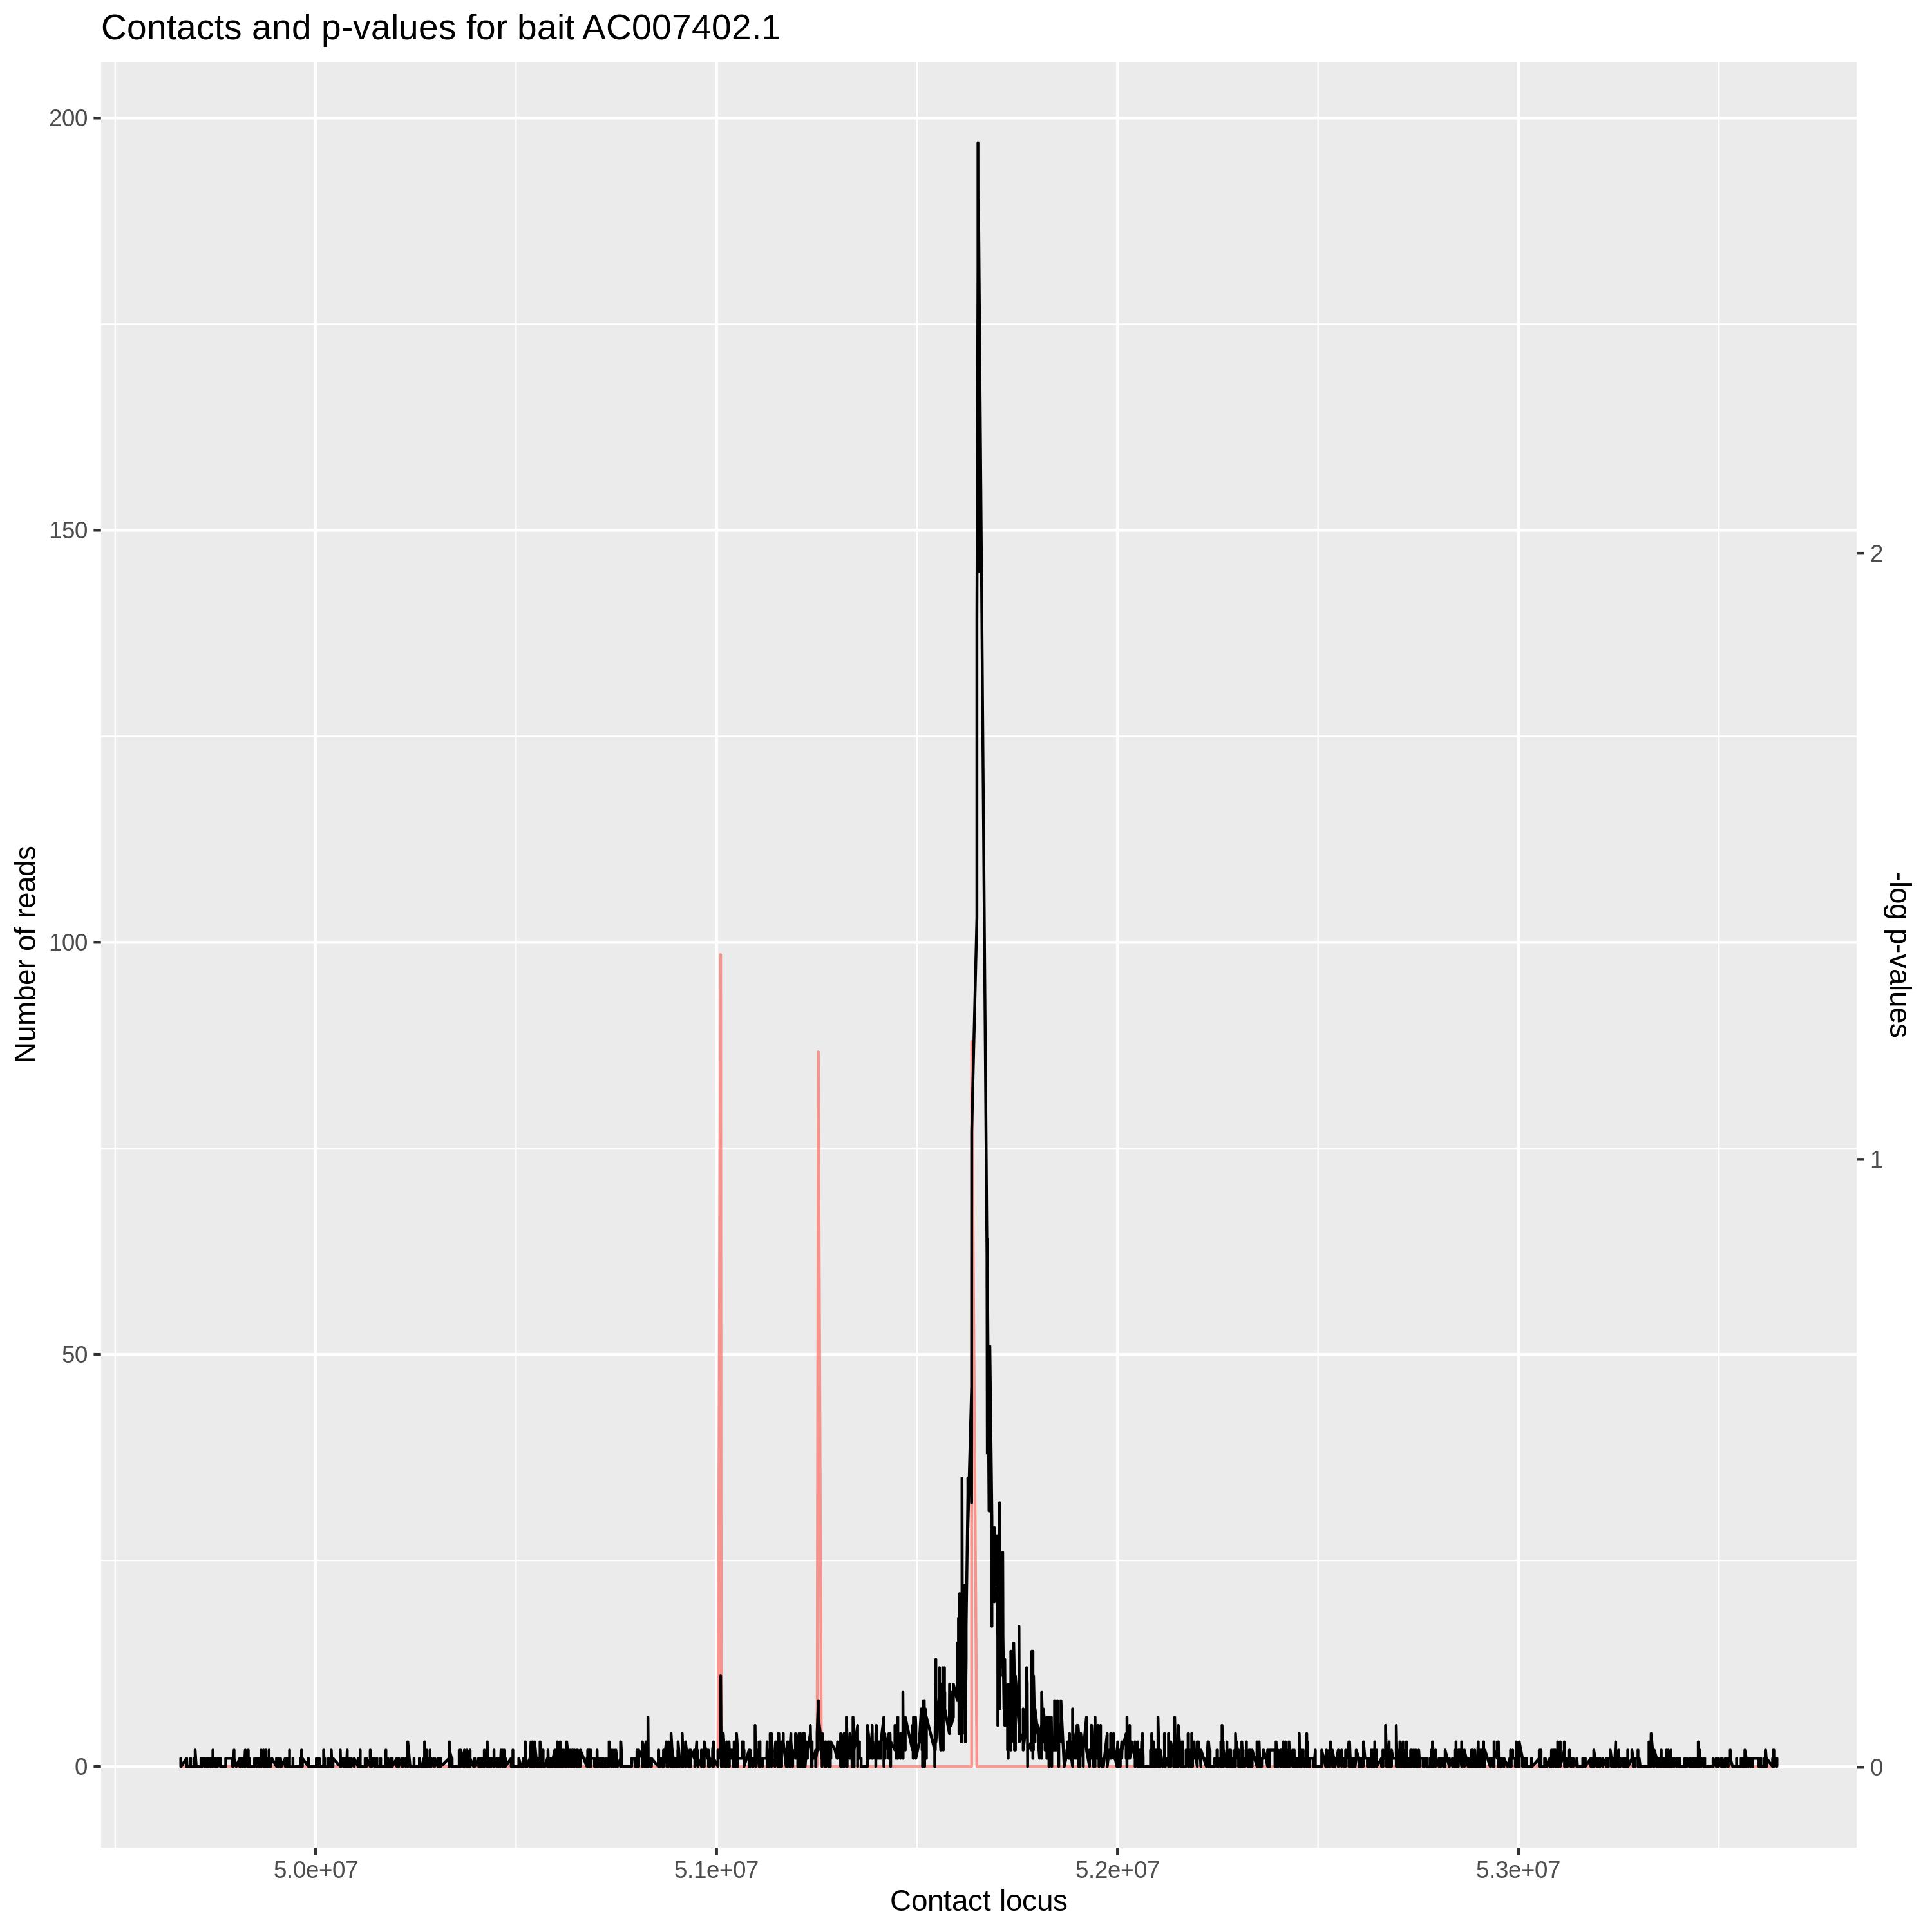 Contacts and p-values for bait AC007402.1
200
150
100
50
0
Number of reads
2
1
0
-log p-values
5.0e+07
5.1e+07
5.2e+07
5.3e+07
Contact locus